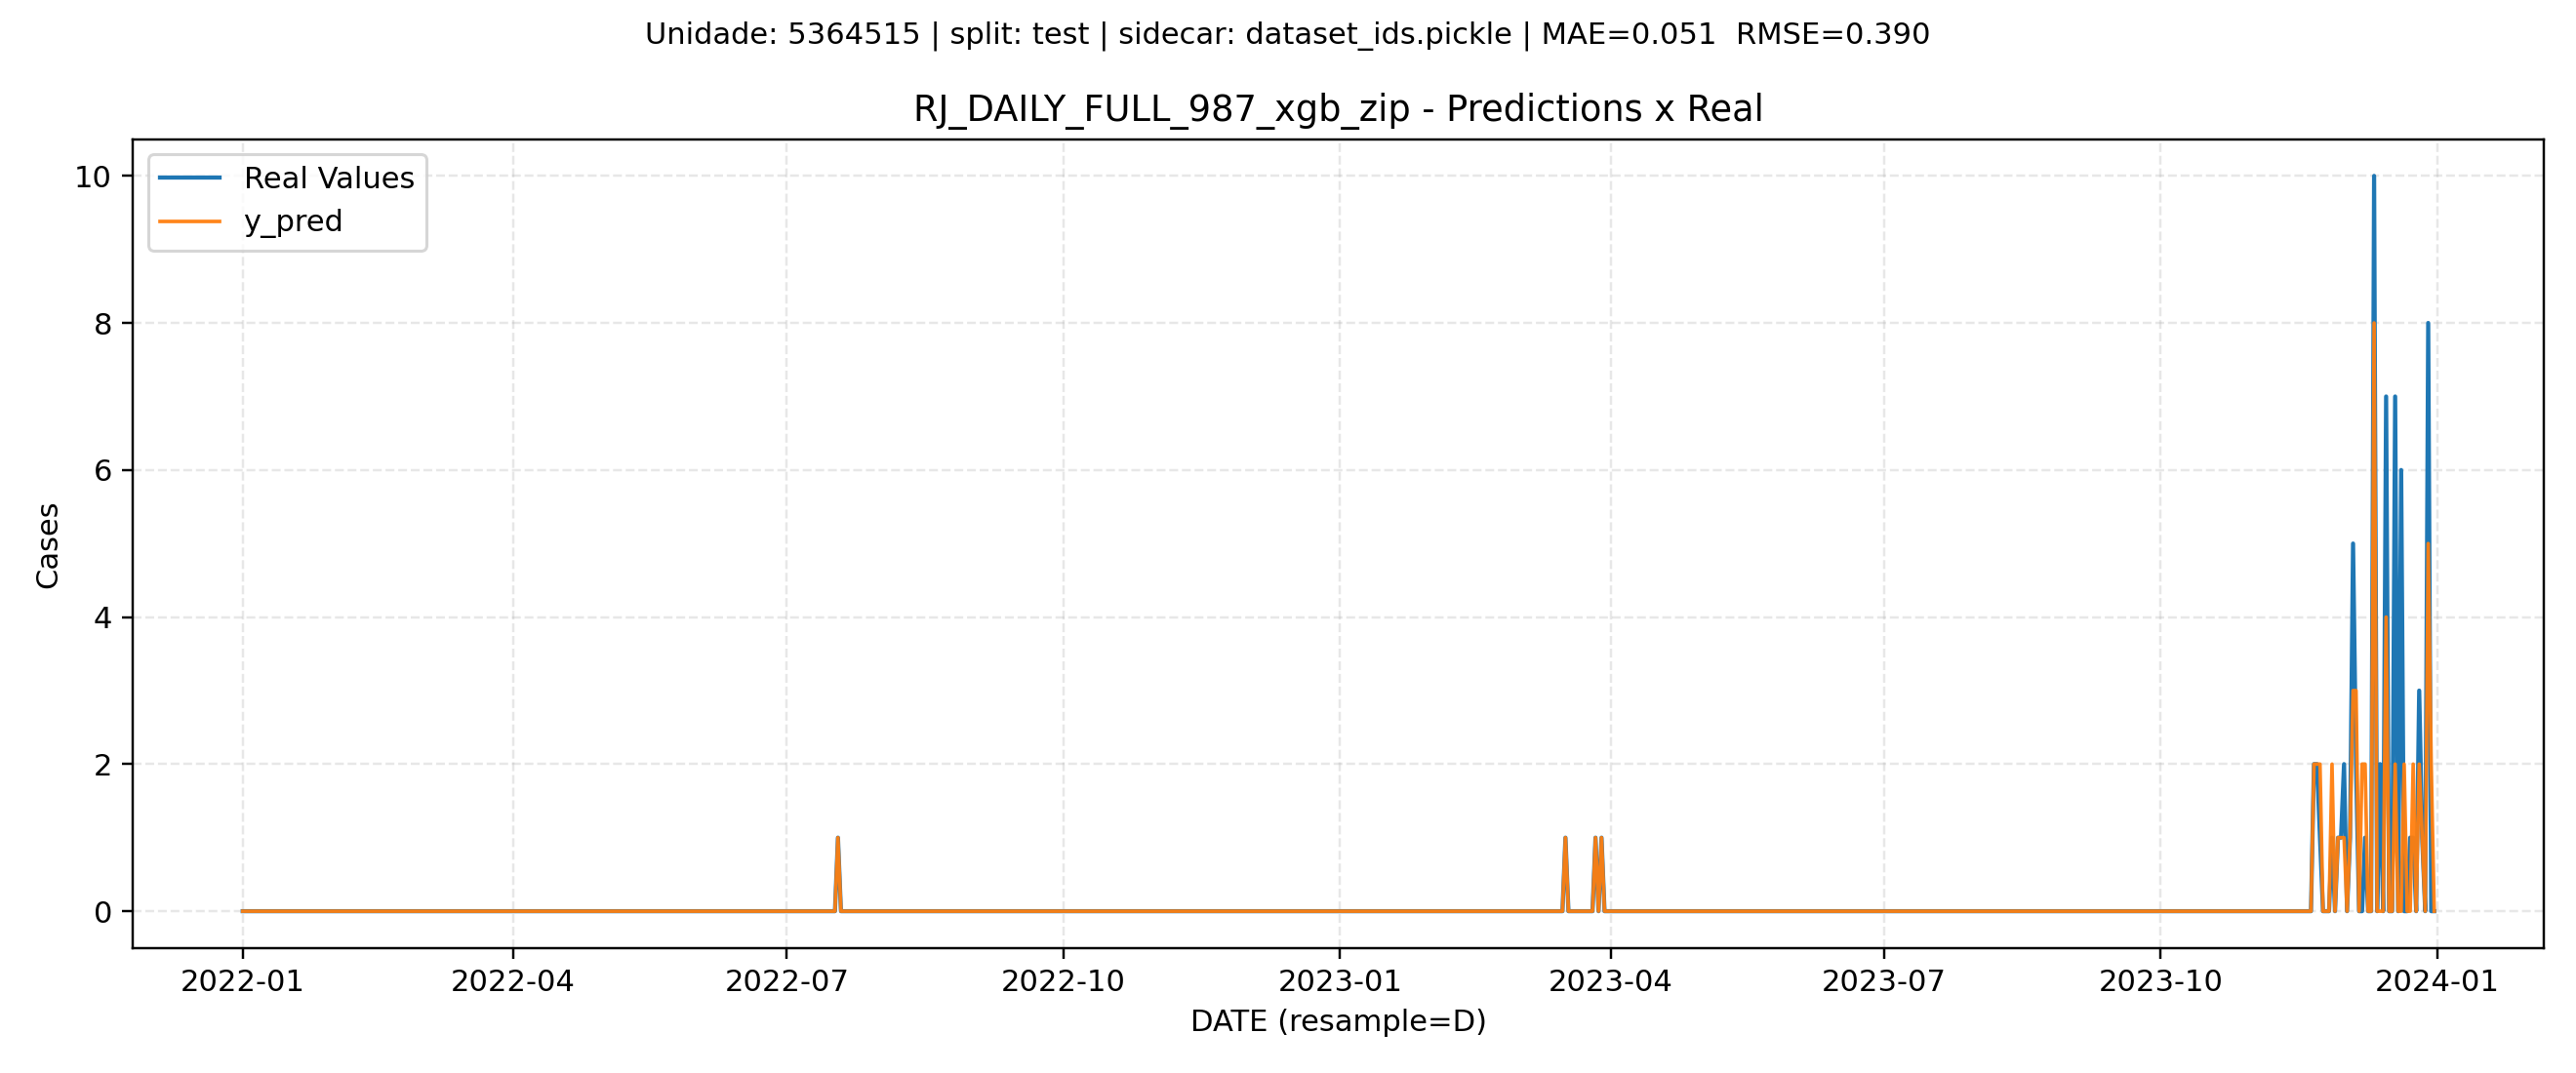 Unidade: 5364515 | split: test | sidecar: dataset_ids.pickle | MAE=0.051  RMSE=0.390
RJ_DAILY_FULL_987_xgb_zip - Predictions x Real
Real Values
y_pred
10
8
6
4
2
0
Cases
2022-01
2022-04
2022-07
2022-10
2023-01
2023-04
2023-07
2023-10
2024-01
DATE (resample=D)